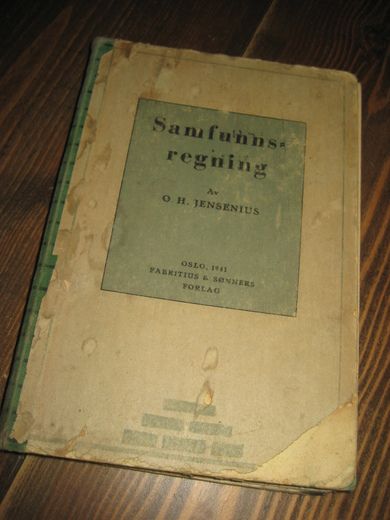 Samfunns-
regning
Av
O. H. JENSENIUS
OSLO, 1941
FABRITIUS & SØNNERS
FORLAG